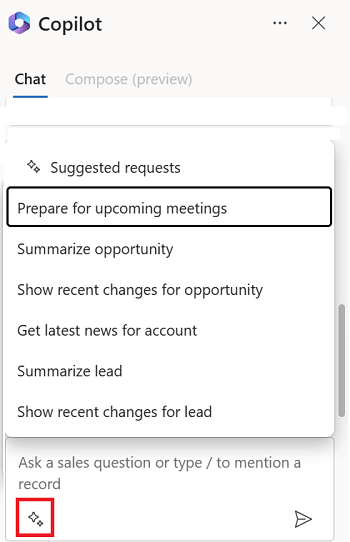 Copilot
Chat Compose (preview)
Suggested requests
Prepare for upcoming meetings
Summarize opportunity
Show recent changes for opportunity
Get latest news for account
Summarize lead
Show recent changes for lead
Ask a sales question or type / to mention a
record